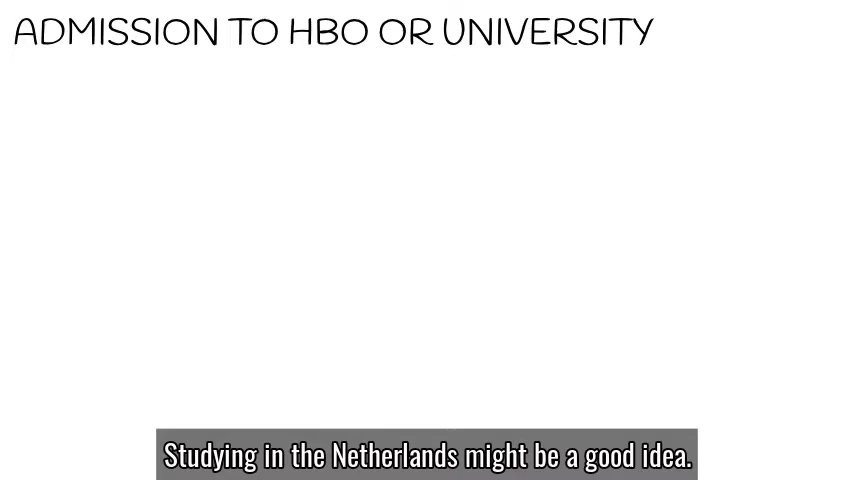 ADMISSION TO HBO OR UNIVERSITY
Studying in the Netherlands might be a good idea.